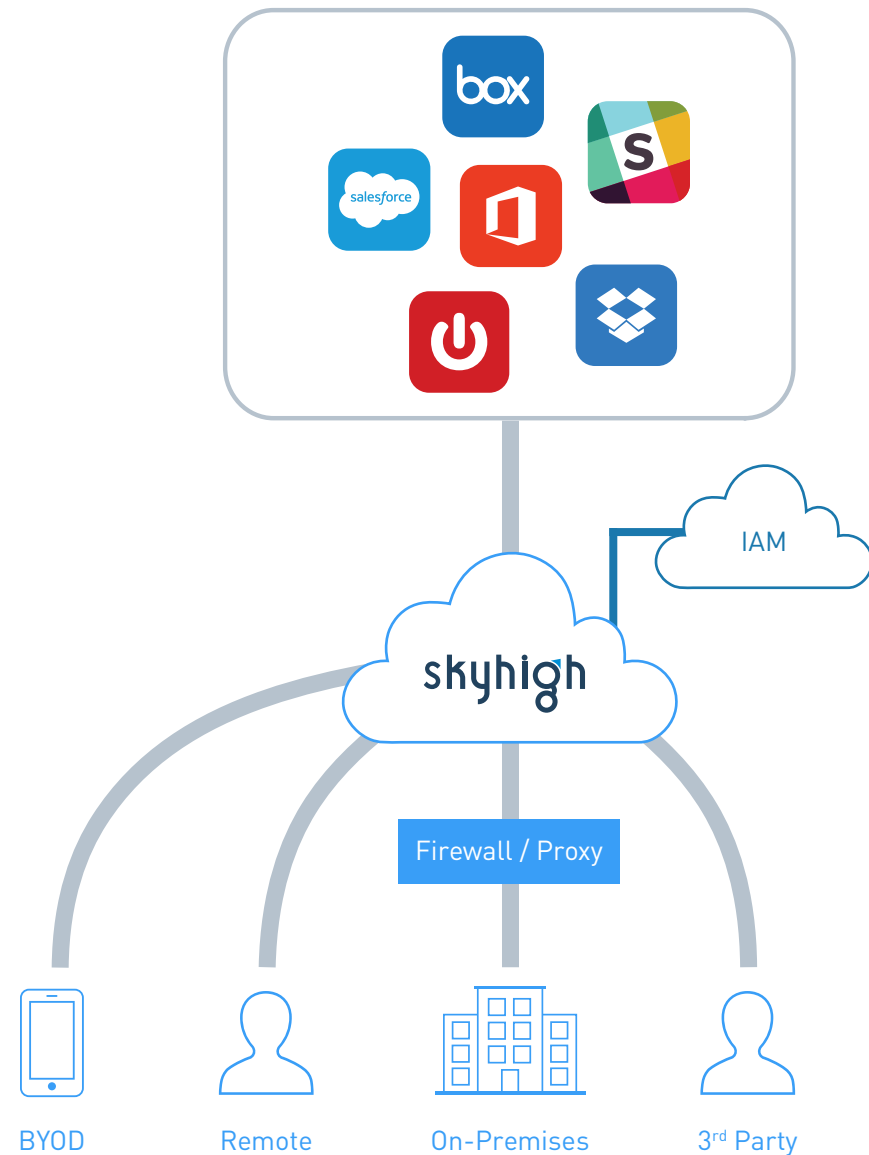 box
S
salesforce
IAM
skyhigh
Firewall / Proxy
BYOD
Remote
On-Premises
3rd Party